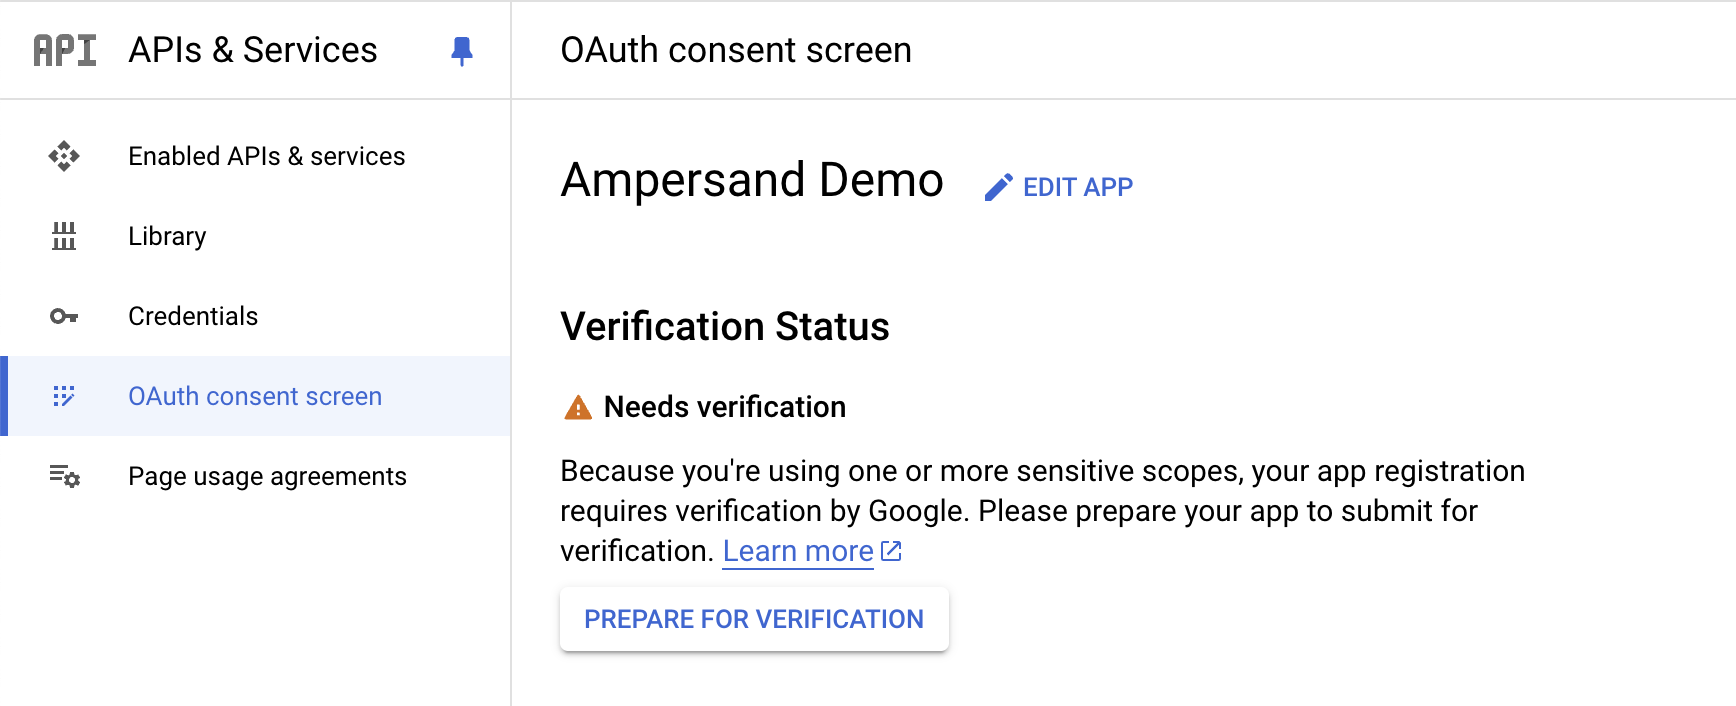 API APIs & Services
OAuth consent screen
Enabled APIs & services
Library
Credentials
OAuth consent screen
Page usage agreements
Ampersand Demo
EDIT APP
Verification Status
Needs verification
Because you're using one or more sensitive scopes, your app registration
requires verification by Google. Please prepare your app to submit for
verification. Learn more
PREPARE FOR VERIFICATION